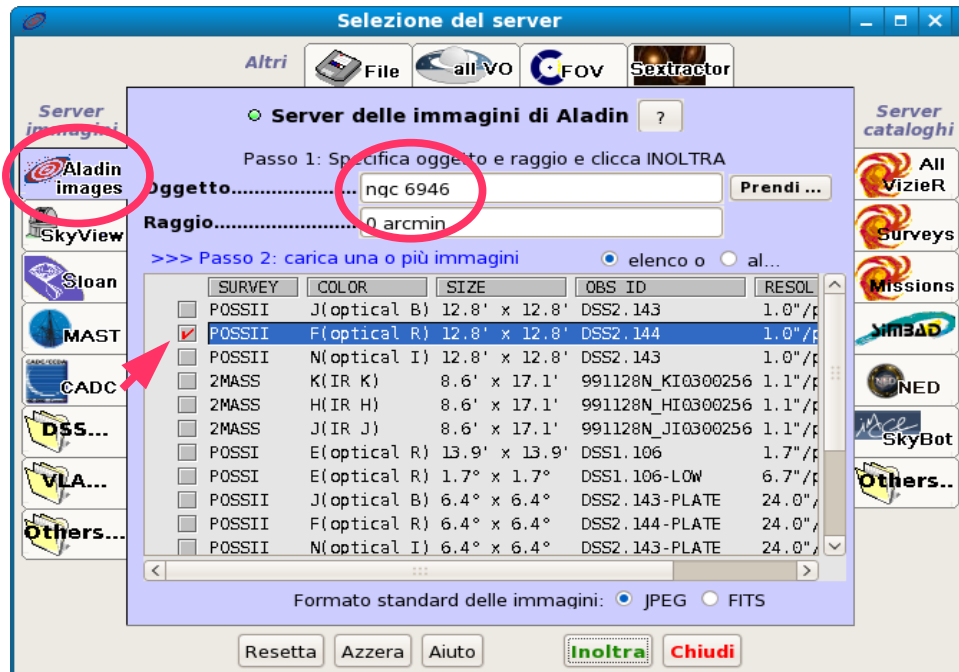 Selezione del server
Altri File all VO FOV Sextractor
Server immagini
Server cataloghi
Server delle immagini di Aladin ?
Passo 1: Specifica oggetto e raggio e clicca INOLTRA
Oggetto..................... ngc 6946 Prendi ...
Raggio........................ 0 arcmin
>>> Passo 2: carica una o più immagini elenco o al...
SURVEY COLOR SIZE OBS ID RESOL
POSSII J(optical B) 12.8' x 12.8' DSS2.143 1.0"/p
POSSII F(optical R) 12.8' x 12.8' DSS2.144 1.0"/p
POSSII N(optical I) 12.8' x 12.8' DSS2.143 1.0"/p
2MASS K(IR K) 8.6' x 17.1' 991128N_KI0300256 1.1"/p
2MASS H(IR H) 8.6' x 17.1' 991128N_HI0300256 1.1"/p
2MASS J(IR J) 8.6' x 17.1' 991128N_JI0300256 1.1"/p
POSSI E(optical R) 13.9' x 13.9' DSS1.106 1.7"/p
POSSI E(optical R) 1.7° x 1.7° DSS1.106-LOW 6.7"/p
POSSII J(optical B) 6.4° x 6.4° DSS2.143-PLATE 24.0"/
POSSII F(optical R) 6.4° x 6.4° DSS2.144-PLATE 24.0"/
POSSII N(optical I) 6.4° x 6.4° DSS2.143-PLATE 24.0"/
Formato standard delle immagini: JPEG FITS
Aladin images
SkyView
Sloan
MAST
CADC
DSS...
VLA...
Others...
All VizieR
Surveys
Missions
SIMBAD
NED
SkyBot
Others..
Resetta Azzera Aiuto Inoltra Chiudi